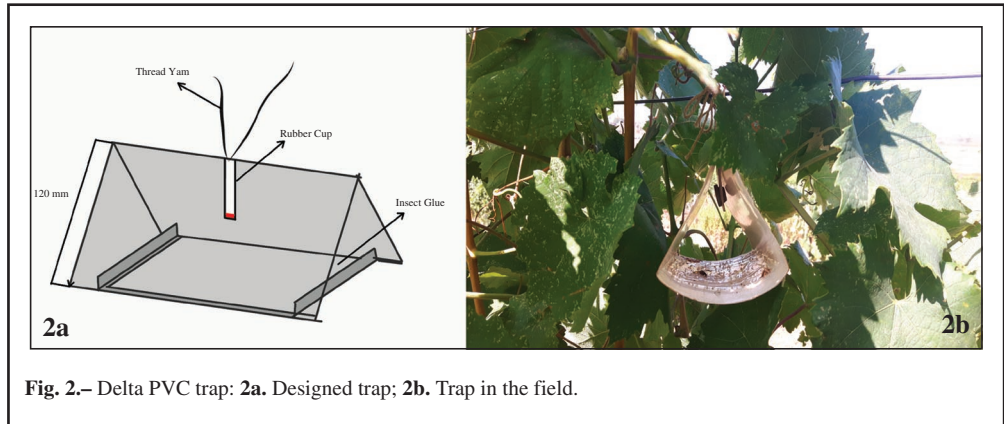 Thread Yam
Rubber Cup
120 mm
Insect Glue
2a
2b
Fig. 2.– Delta PVC trap: 2a. Designed trap; 2b. Trap in the field.